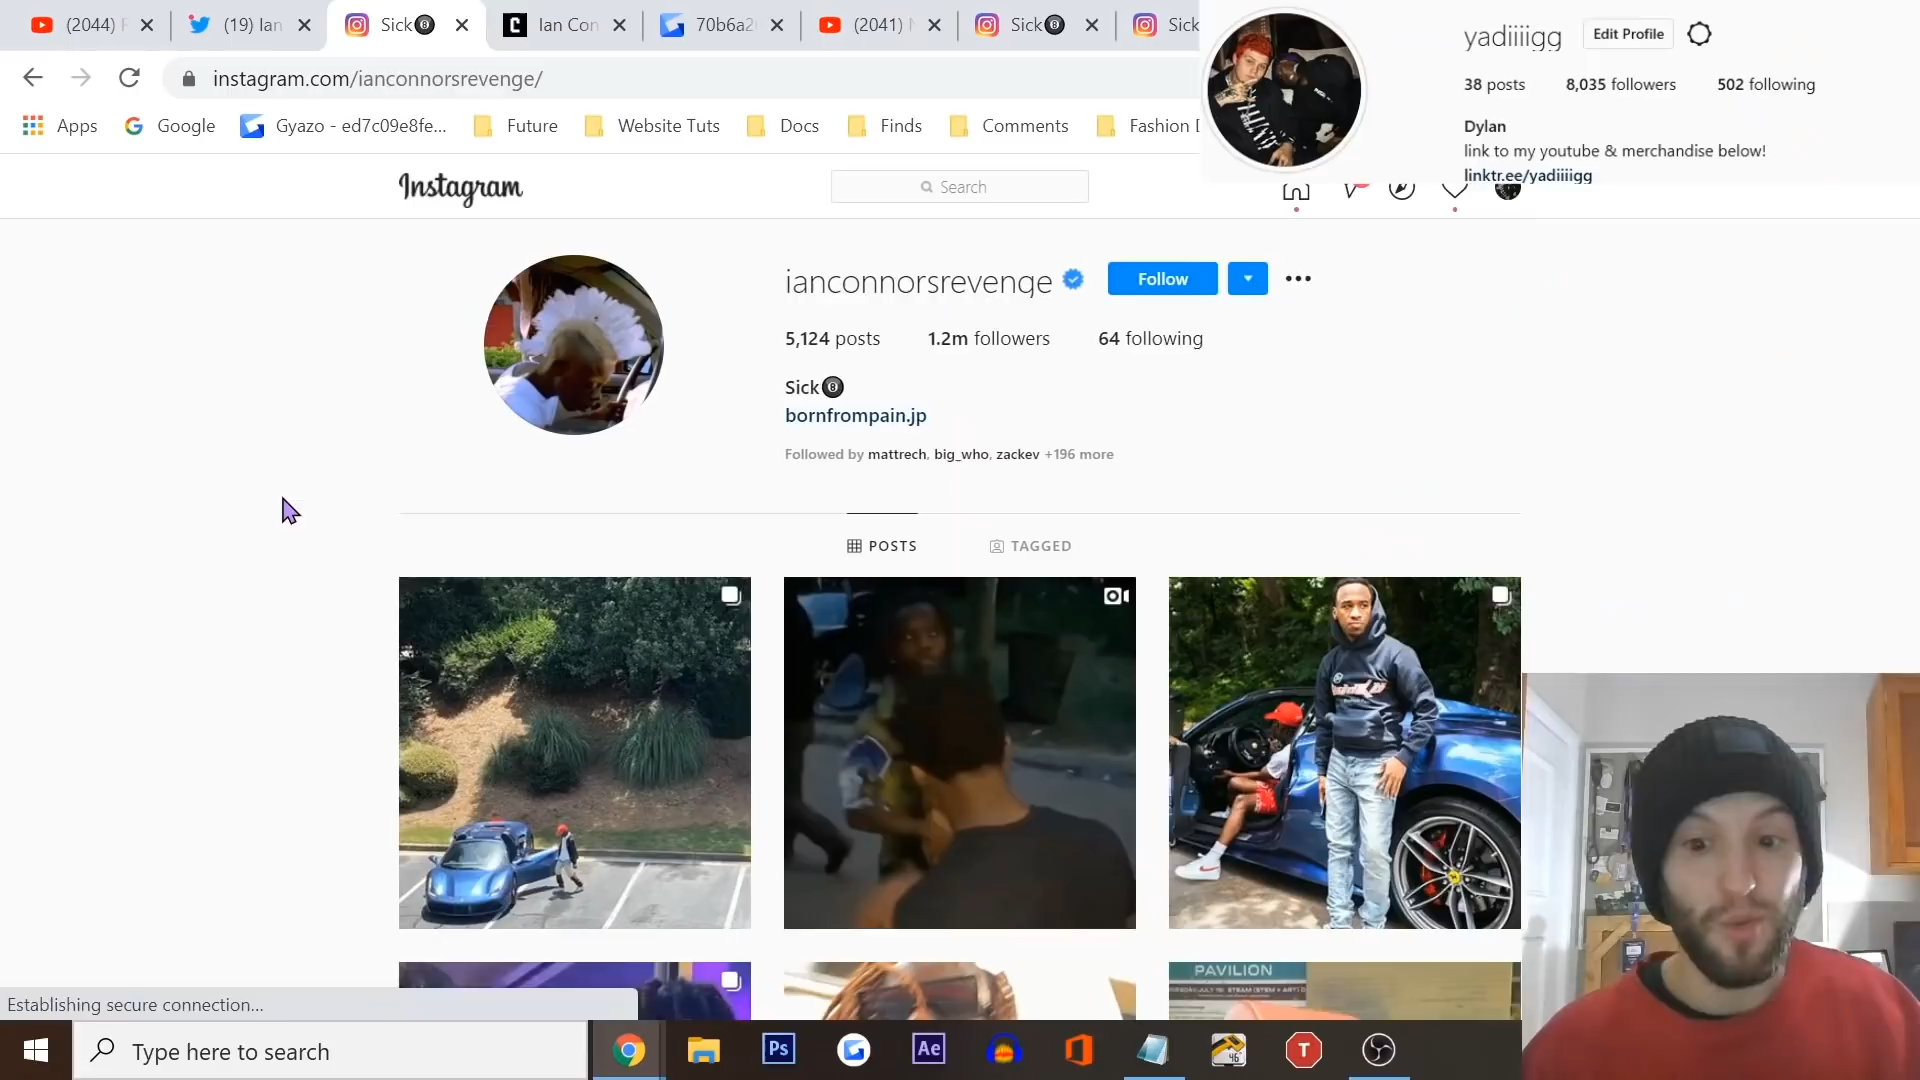 (2044) F
(19) Ian
Sick🎱
Ian Con
70b6a2
(2041) N
Sick🎱
Sick
instagram.com/ianconnorsrevenge/
Apps
Google
Gyazo - ed7c09e8fe...
Future
Website Tuts
Docs
Finds
Comments
Fashion D
yadiiiigg
Edit Profile
38 posts 8,035 followers 502 following
Dylan
link to my youtube & merchandise below!
linktr.ee/yadiiiigg
Instagram
Search
ianconnorsrevenge
Follow
5,124 posts 1.2m followers 64 following
Sick🎱
bornfrompain.jp
Followed by mattrech, big_who, zackev +196 more
POSTS
TAGGED
PAVILION
Establishing secure connection...
Type here to search
Ps
Ae
46
T